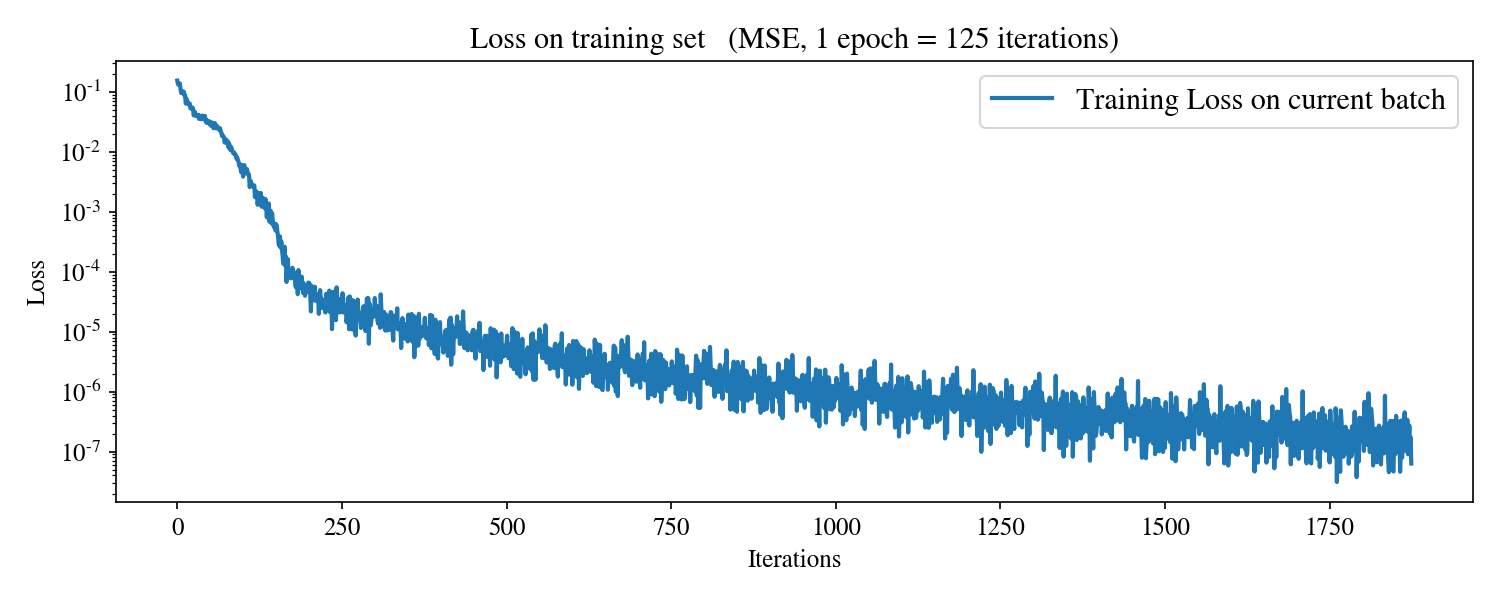 Loss on training set (MSE, 1 epoch = 125 iterations)
Training Loss on current batch
10^-1
10^-2
10^-3
10^-4
10^-5
10^-6
10^-7
Loss
0 250 500 750 1000 1250 1500 1750
Iterations